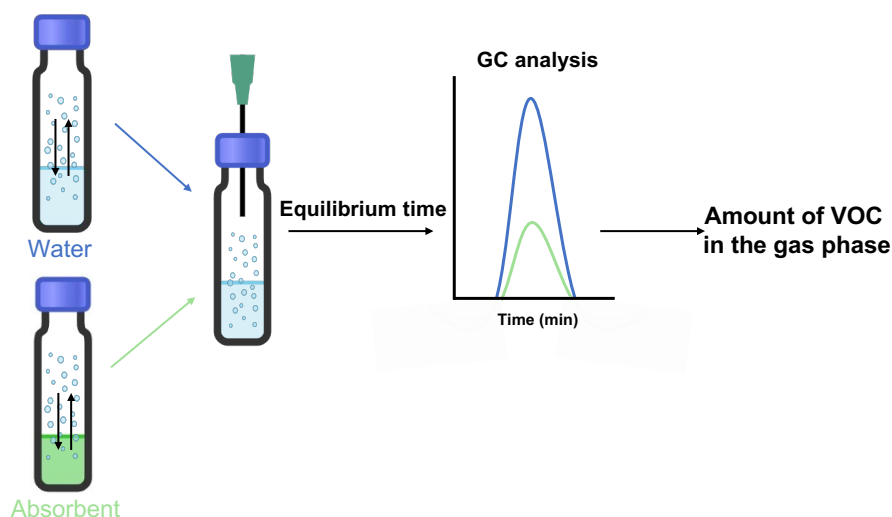 GC analysis
Water
Equilibrium time
Amount of VOC
in the gas phase
Time (min)
Absorbent